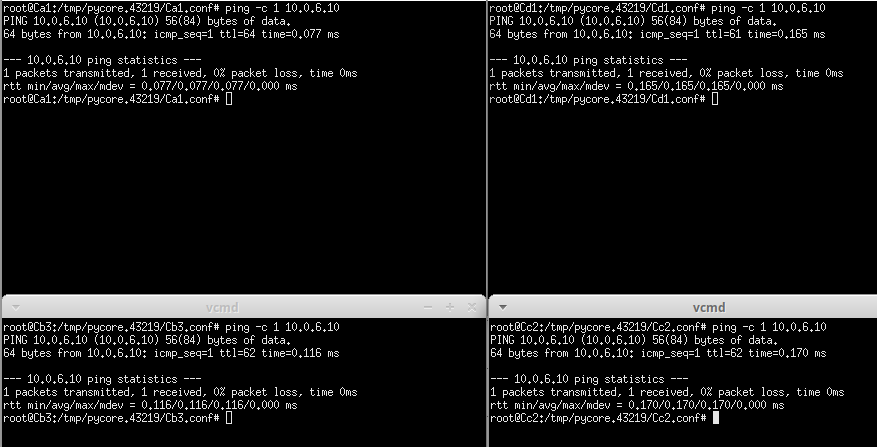 root@Ca1:/tmp/pycore.43219/Ca1.conf# ping -c 1 10.0.6.10
PING 10.0.6.10 (10.0.6.10) 56(84) bytes of data.
64 bytes from 10.0.6.10: icmp_seq=1 ttl=64 time=0.077 ms
--- 10.0.6.10 ping statistics ---
1 packets transmitted, 1 received, 0% packet loss, time 0ms
rtt min/avg/max/mdev = 0.077/0.077/0.077/0.000 ms
root@Ca1:/tmp/pycore.43219/Ca1.conf#
root@Cd1:/tmp/pycore.43219/Cd1.conf# ping -c 1 10.0.6.10
PING 10.0.6.10 (10.0.6.10) 56(84) bytes of data.
64 bytes from 10.0.6.10: icmp_seq=1 ttl=61 time=0.165 ms
--- 10.0.6.10 ping statistics ---
1 packets transmitted, 1 received, 0% packet loss, time 0ms
rtt min/avg/max/mdev = 0.165/0.165/0.165/0.000 ms
root@Cd1:/tmp/pycore.43219/Cd1.conf#
vcmd
root@Cb3:/tmp/pycore.43219/Cb3.conf# ping -c 1 10.0.6.10
PING 10.0.6.10 (10.0.6.10) 56(84) bytes of data.
64 bytes from 10.0.6.10: icmp_seq=1 ttl=62 time=0.116 ms
--- 10.0.6.10 ping statistics ---
1 packets transmitted, 1 received, 0% packet loss, time 0ms
rtt min/avg/max/mdev = 0.116/0.116/0.116/0.000 ms
root@Cb3:/tmp/pycore.43219/Cb3.conf#
vcmd
root@Cc2:/tmp/pycore.43219/Cc2.conf# ping -c 1 10.0.6.10
PING 10.0.6.10 (10.0.6.10) 56(84) bytes of data.
64 bytes from 10.0.6.10: icmp_seq=1 ttl=62 time=0.170 ms
--- 10.0.6.10 ping statistics ---
1 packets transmitted, 1 received, 0% packet loss, time 0ms
rtt min/avg/max/mdev = 0.170/0.170/0.170/0.000 ms
root@Cc2:/tmp/pycore.43219/Cc2.conf#